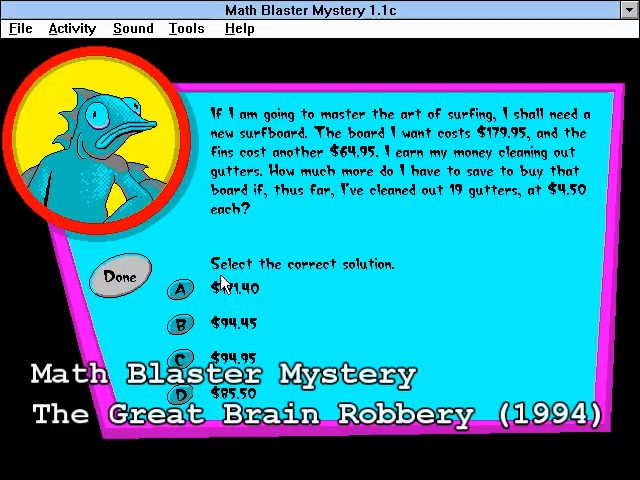 Math Blaster Mystery 1.1c
File Activity Sound Tools Help
If I am going to master the art of surfing, I shall need a
new surfboard. The board I want costs $179.95, and the
fins cost another $64.95. I earn my money cleaning out
gutters. How much more do I have to save to buy that
board if, thus far, I've cleaned out 19 gutters, at $4.50
each?
Select the correct solution.
Done
A
B $94.45
C $94.95
D $85.50
Math Blaster Mystery
The Great Brain Robbery (1994)